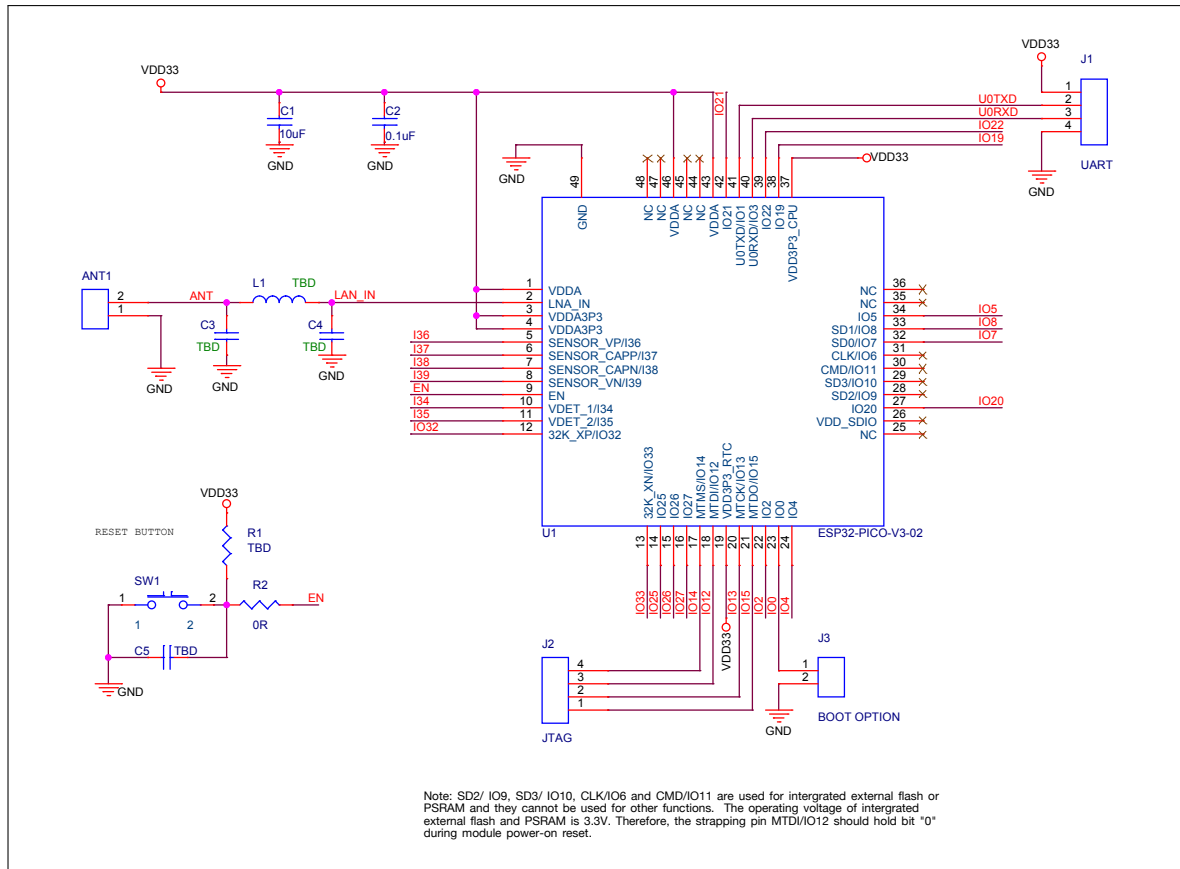 VDD33
C1
10uF
GND
C2
0.1uF
GND
GND
VDD33
J1
1
2
3
4
UART
GND
U0TXD
U0RXD
IO22
IO19
IO21
VDD33
49
48
47
46
45
44
43
42
41
40
39
38
37
GND
NC
NC
VDDA
NC
NC
VDDA
IO21
U0TXD/IO1
U0RXD/IO3
IO22
IO19
VDD3P3_CPU
ANT1
2
1
GND
ANT
L1
TBD
LAN_IN
C3
TBD
GND
C4
TBD
GND
1 VDDA
2 LNA_IN
3 VDDA3P3
4 VDDA3P3
I36 5 SENSOR_VP/I36
I37 6 SENSOR_CAPP/I37
I38 7 SENSOR_CAPN/I38
I39 8 SENSOR_VN/I39
EN 9 EN
I34 10 VDET_1/I34
I35 11 VDET_2/I35
IO32 12 32K_XP/IO32
NC 36
NC 35
IO5 34 IO5
SD1/IO8 33 IO8
SD0/IO7 32 IO7
CLK/IO6 31
CMD/IO11 30
SD3/IO10 29
SD2/IO9 28
IO20 27 IO20
VDD_SDIO 26
NC 25
32K_XN/IO33
IO25
IO26
IO27
MTMS/IO14
MTDI/IO12
VDD3P3_RTC
MTCK/IO13
MTDO/IO15
IO2
IO0
IO4
U1
ESP32-PICO-V3-02
13
14
15
16
17
18
19
20
21
22
23
24
IO33
IO25
IO26
IO27
IO14
IO12
VDD33
IO13
IO15
IO2
IO0
IO4
VDD33
RESET BUTTON
R1
TBD
SW1
1
2
1
2
R2
0R
EN
C5
TBD
GND
J2
4
3
2
1
JTAG
J3
1
2
BOOT OPTION
GND
Note: SD2/ IO9, SD3/ IO10, CLK/IO6 and CMD/IO11 are used for intergrated external flash or
PSRAM and they cannot be used for other functions. The operating voltage of intergrated
external flash and PSRAM is 3.3V. Therefore, the strapping pin MTDI/IO12 should hold bit "0"
during module power-on reset.